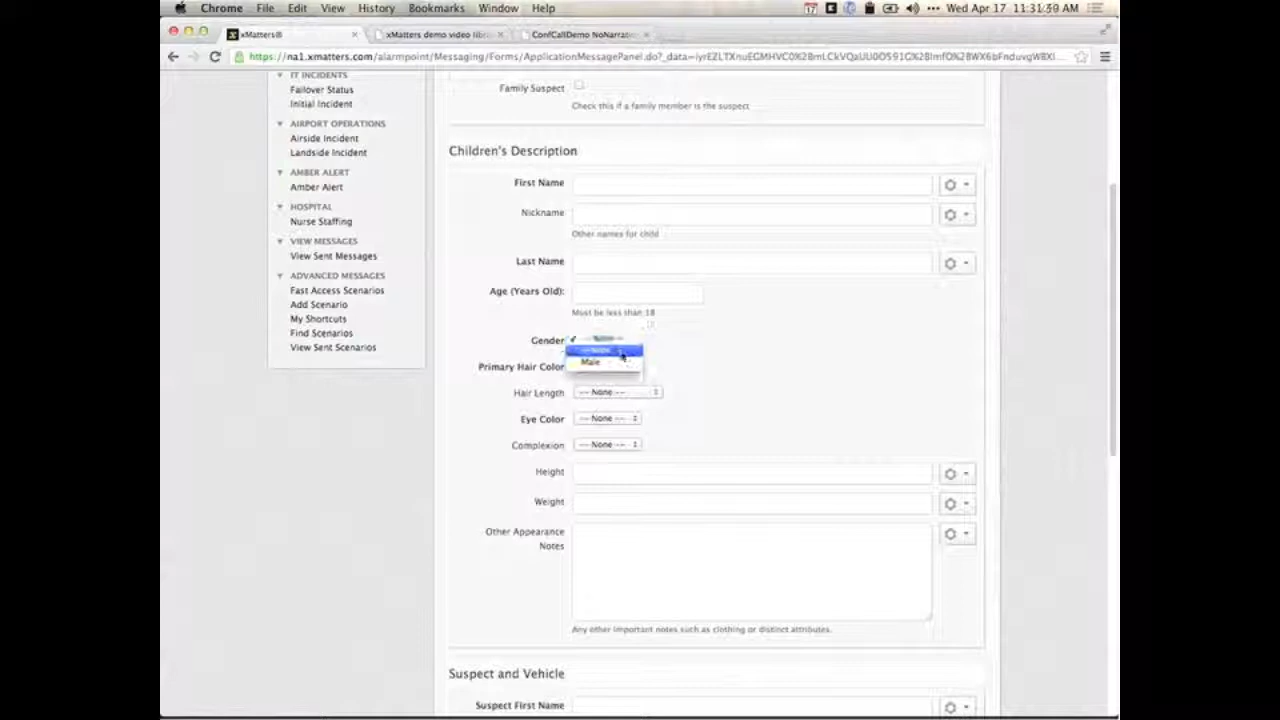 Chrome File Edit View History Bookmarks Window Help Wed Apr 17 11:31:30 AM
xMatters® xMatters demo video libr ConfCallDemo NoNarrati
https://na1.xmatters.com/alarmpoint/Messaging/Forms/ApplicationMessagePanel.do?
IT INCIDENTS
Failover Status
Initial Incident
AIRPORT OPERATIONS
Airside Incident
Landside Incident
AMBER ALERT
Amber Alert
HOSPITAL
Nurse Staffing
VIEW MESSAGES
View Sent Messages
ADVANCED MESSAGES
Fast Access Scenarios
Add Scenario
My Shortcuts
Find Scenarios
View Sent Scenarios
Family Suspect
Check this if a family member is the suspect
Children's Description
First Name
Nickname
Other names for child
Last Name
Age (Years Old):
Must be less than 18
Gender
Male
Primary Hair Color
Hair Length -- None --
Eye Color -- None --
Complexion -- None --
Height
Weight
Other Appearance
Notes
Any other important notes such as clothing or distinct attributes.
Suspect and Vehicle
Suspect First Name